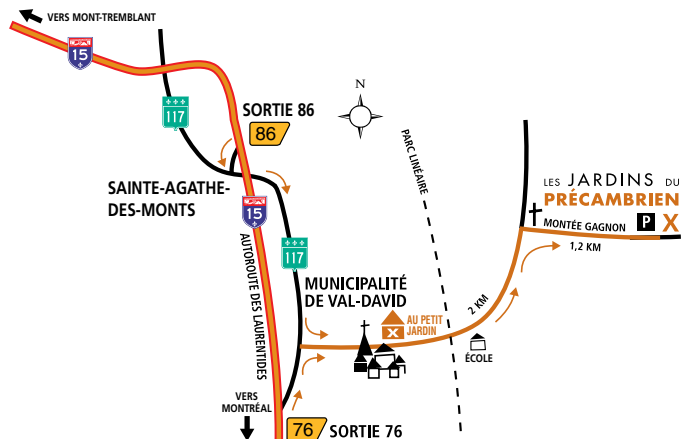 VERS MONT-TREMBLANT
15
117
SORTIE 86
86
N
PARC LINÉAIRE
SAINTE-AGATHE-
DES-MONTS
15
117
AUTOROUTE DES LAURENTIDES
LES JARDINS DU
PRÉCAMBRIEN
MONTÉE GAGNON
P X
1,2 KM
MUNICIPALITÉ
DE VAL-DAVID
AU PETIT
JARDIN
X
2 KM
ÉCOLE
VERS
MONTRÉAL
76 SORTIE 76